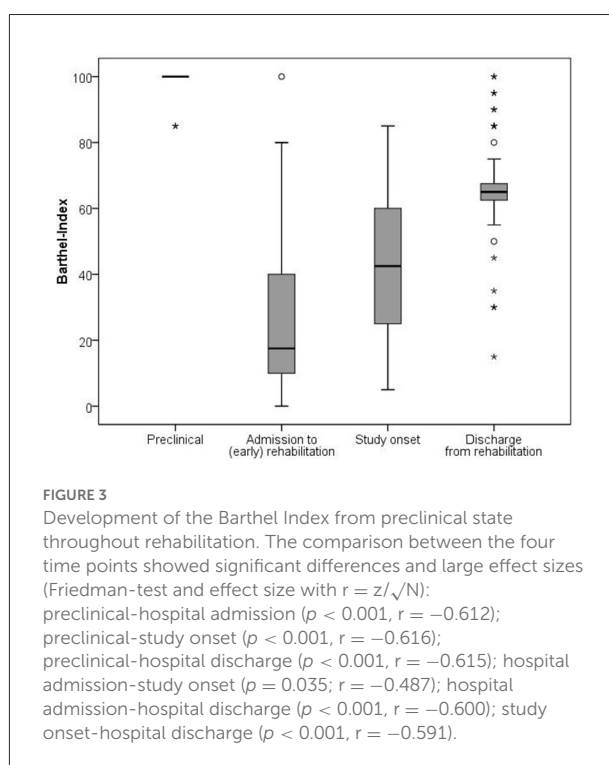 100
80
60
40
20
0
Barthel-Index
Preclinical
Admission to
(early) rehabilitation
Study onset
Discharge
from rehabilitation
FIGURE 3
Development of the Barthel Index from preclinical state
throughout rehabilitation. The comparison between the four
time points showed significant differences and large effect sizes
(Friedman-test and effect size with r = z/√N):
preclinical-hospital admission (p < 0.001, r = −0.612);
preclinical-study onset (p < 0.001, r = −0.616);
preclinical-hospital discharge (p < 0.001, r = −0.615); hospital
admission-study onset (p = 0.035; r = −0.487); hospital
admission-hospital discharge (p < 0.001, r = −0.600); study
onset-hospital discharge (p < 0.001, r = −0.591).